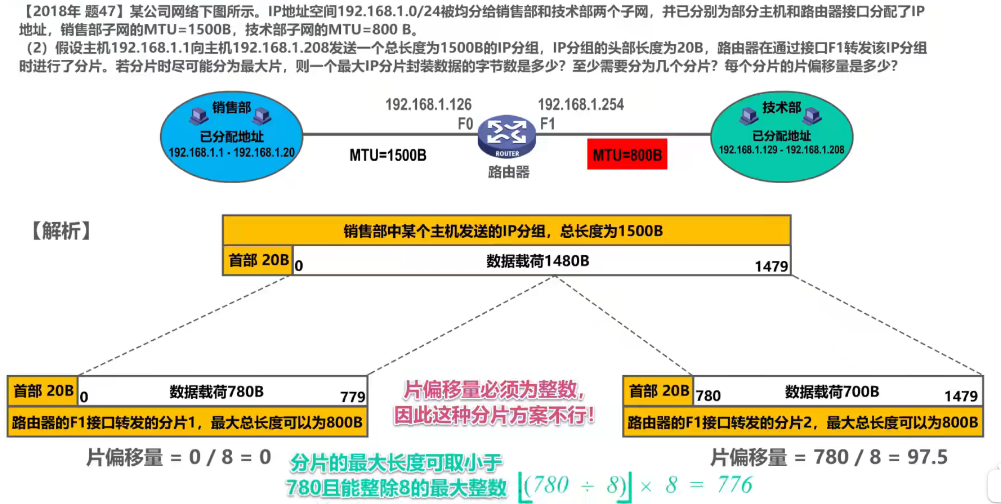 【2018年 题47】某公司网络下图所示。IP地址空间192.168.1.0/24被均分给销售部和技术部两个子网，并已分别为部分主机和路由器接口分配了IP
地址，销售部子网的MTU=1500B，技术部子网的MTU=800 B。
（2）假设主机192.168.1.1向主机192.168.1.208发送一个总长度为1500B的IP分组，IP分组的头部长度为20B，路由器在通过接口F1转发该IP分组
时进行了分片。若分片时尽可能分为最大片，则一个最大IP分片封装数据的字节数是多少？至少需要分为几个分片？每个分片的片偏移量是多少？
销售部
已分配地址
192.168.1.1 - 192.168.1.20
MTU=1500B
192.168.1.126
F0
ROUTER
路由器
192.168.1.254
F1
MTU=800B
技术部
已分配地址
192.168.1.129 - 192.168.1.208
【解析】
销售部中某个主机发送的IP分组，总长度为1500B
首部 20B 0 数据载荷1480B 1479
首部 20B 0 数据载荷780B 779
路由器的F1接口转发的分片1，最大总长度可以为800B
片偏移量 = 0 / 8 = 0
片偏移量必须为整数，
因此这种分片方案不行！
首部 20B 780 数据载荷700B 1479
路由器的F1接口转发的分片2，最大总长度可以为800B
片偏移量 = 780 / 8 = 97.5
分片的最大长度可取小于
780且能整除8的最大整数
⌊(780 ÷ 8)⌋ × 8 = 776